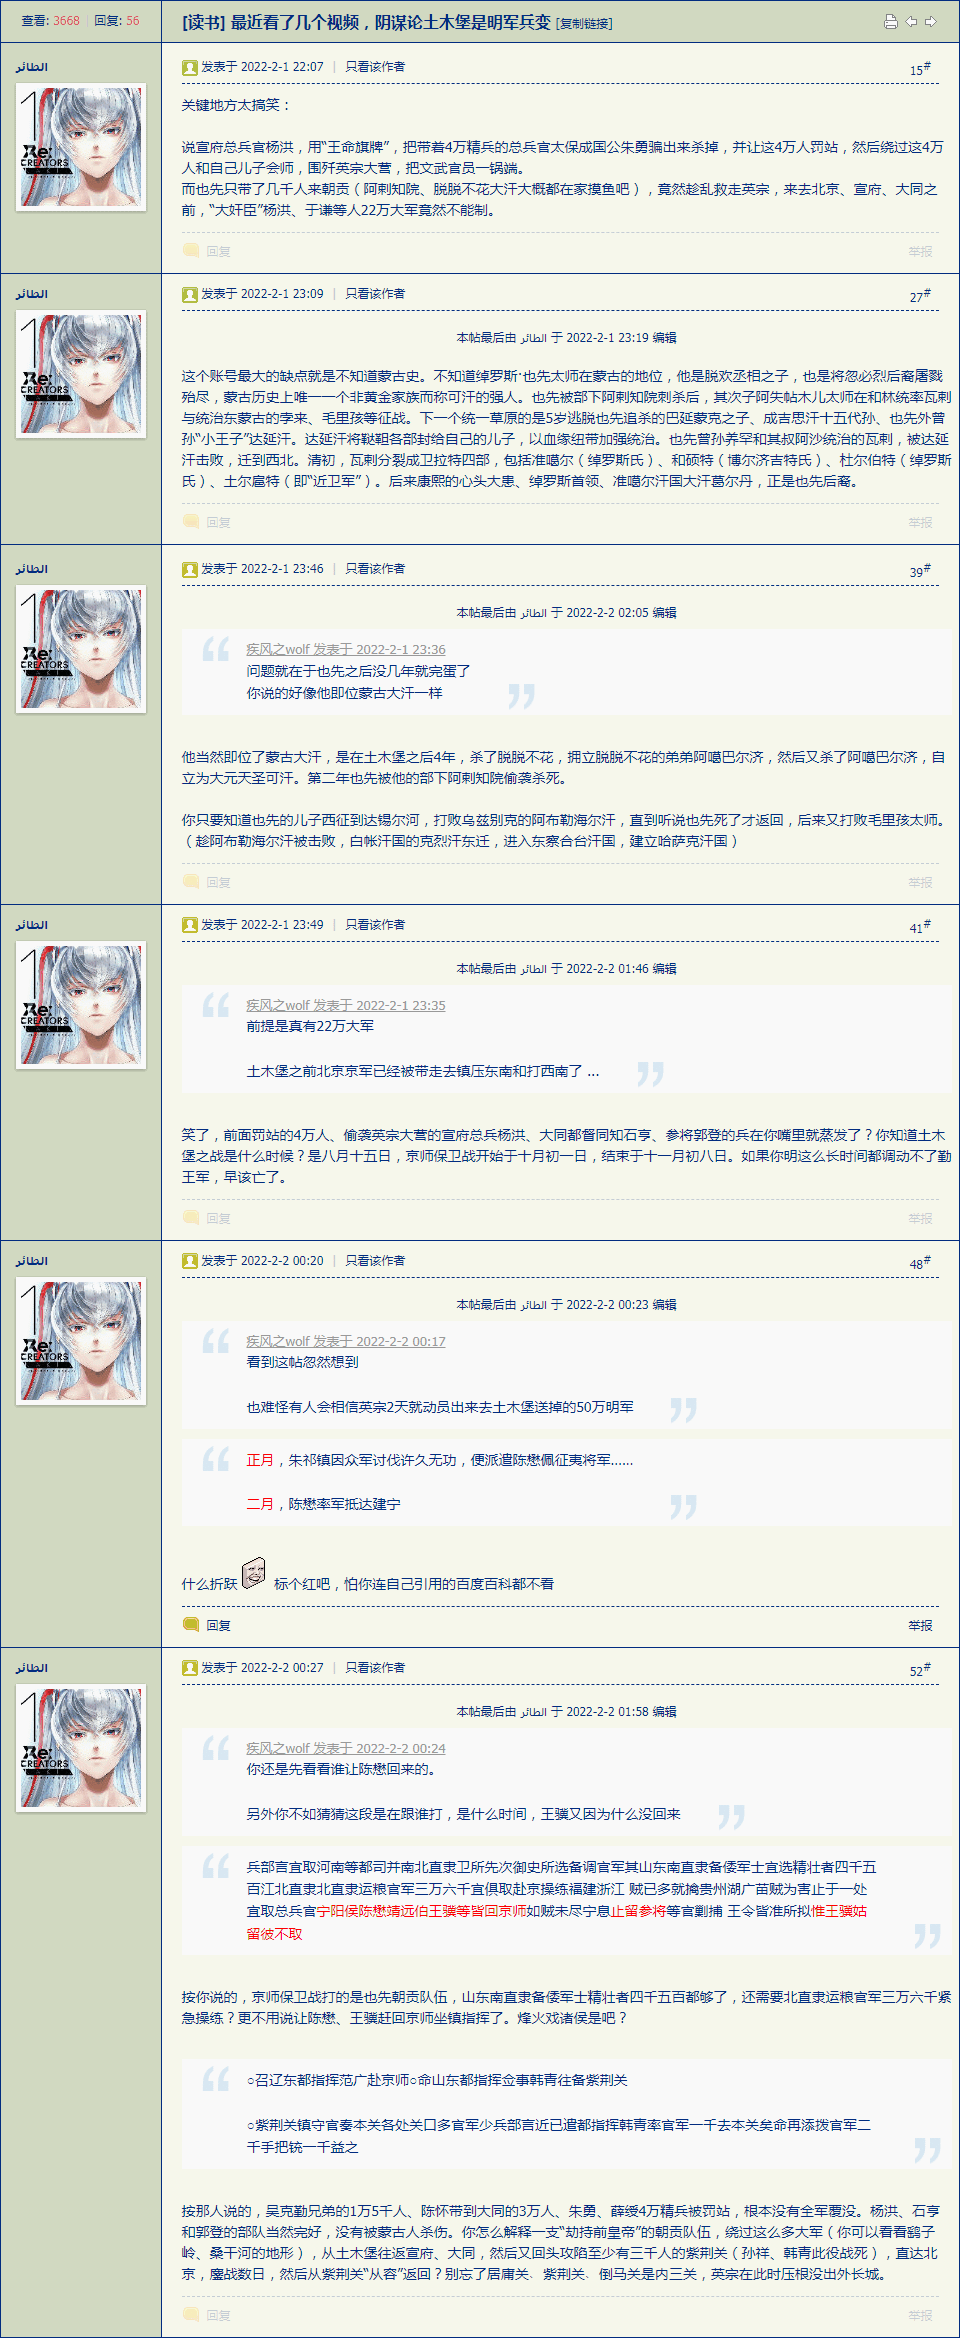 查看: 3668 | 回复: 56
[读书] 最近看了几个视频，阴谋论土木堡是明军兵变 [复制链接]
الطائر
Re:
CREATORS
发表于 2022-2-1 22:07 | 只看该作者
15#
关键地方太搞笑：
说宣府总兵官杨洪，用“王命旗牌”，把带着4万精兵的总兵官太保成国公朱勇骗出来杀掉，并让这4万人罚站，然后绕过这4万
人和自己儿子会师，围歼英宗大营，把文武官员一锅端。
而也先只带了几千人来朝贡（阿剌知院、脱脱不花大汗大概都在家摸鱼吧），竟然趁乱救走英宗，来去北京、宣府、大同之
前，“大奸臣”杨洪、于谦等人22万大军竟然不能制。
回复
举报
الطائر
Re:
CREATORS
发表于 2022-2-1 23:09 | 只看该作者
27#
本帖最后由 الطائر 于 2022-2-1 23:19 编辑
这个账号最大的缺点就是不知道蒙古史。不知道绰罗斯·也先太师在蒙古的地位，他是脱欢丞相之子，也是将忽必烈后裔屠戮
殆尽，蒙古历史上唯一一个非黄金家族而称可汗的强人。也先被部下阿剌知院刺杀后，其次子阿失帖木儿太师在和林统率瓦剌
与统治东蒙古的孛来、毛里孩等征战。下一个统一草原的是5岁逃脱也先追杀的巴延蒙克之子、成吉思汗十五代孙、也先外曾
孙“小王子”达延汗。达延汗将鞑靼各部封给自己的儿子，以血缘纽带加强统治。也先曾孙养罕和其叔阿沙统治的瓦剌，被达延
汗击败，迁到西北。清初，瓦剌分裂成卫拉特四部，包括准噶尔（绰罗斯氏）、和硕特（博尔济吉特氏）、杜尔伯特（绰罗斯
氏）、土尔扈特（即“近卫军”）。后来康熙的心头大患、绰罗斯首领、准噶尔汗国大汗葛尔丹，正是也先后裔。
回复
举报
الطائر
Re:
CREATORS
发表于 2022-2-1 23:46 | 只看该作者
39#
本帖最后由 الطائر 于 2022-2-2 02:05 编辑
疾风之wolf 发表于 2022-2-1 23:36
问题就在于也先之后没几年就完蛋了
你说的好像他即位蒙古大汗一样
他当然即位了蒙古大汗，是在土木堡之后4年，杀了脱脱不花，拥立脱脱不花的弟弟阿噶巴尔济，然后又杀了阿噶巴尔济，自
立为大元天圣可汗。第二年也先被他的部下阿剌知院偷袭杀死。
你只要知道也先的儿子西征到达锡尔河，打败乌兹别克的阿布勒海尔汗，直到听说也先死了才返回，后来又打败毛里孩太师。
（趁阿布勒海尔汗被击败，白帐汗国的克烈汗东迁，进入东察合台汗国，建立哈萨克汗国）
回复
举报
الطائر
Re:
CREATORS
发表于 2022-2-1 23:49 | 只看该作者
41#
本帖最后由 الطائر 于 2022-2-2 01:46 编辑
疾风之wolf 发表于 2022-2-1 23:35
前提是真有22万大军
土木堡之前北京京军已经被带走去镇压东南和打西南了 ...
笑了，前面罚站的4万人、偷袭英宗大营的宣府总兵杨洪、大同都督同知石亨、参将郭登的兵在你嘴里就蒸发了？你知道土木
堡之战是什么时候？是八月十五日，京师保卫战开始于十月初一日，结束于十一月初八日。如果你明这么长时间都调动不了勤
王军，早该亡了。
回复
举报
الطائر
Re:
CREATORS
发表于 2022-2-2 00:20 | 只看该作者
48#
本帖最后由 الطائر 于 2022-2-2 00:23 编辑
疾风之wolf 发表于 2022-2-2 00:17
看到这帖忽然想到
也难怪有人会相信英宗2天就动员出来去土木堡送掉的50万明军
正月，朱祁镇因众军讨伐许久无功，便派遣陈懋佩征夷将军......
二月，陈懋率军抵达建宁
什么折跃 标个红吧，怕你连自己引用的百度百科都不看
回复
举报
الطائر
Re:
CREATORS
发表于 2022-2-2 00:27 | 只看该作者
52#
本帖最后由 الطائر 于 2022-2-2 01:58 编辑
疾风之wolf 发表于 2022-2-2 00:24
你还是先看看谁让陈懋回来的。
另外你不如猜猜这段是在跟谁打，是什么时间，王骥又因为什么没回来
兵部言宜取河南等都司并南北直隶卫所先次御史所选备调官军其山东南直隶备倭军士宜选精壮者四千五
百江北直隶北直隶运粮官军三万六千宜俱取赴京操练福建浙江 贼已多就擒贵州湖广苗贼为害止于一处
宜取总兵官宁阳侯陈懋靖远伯王骥等皆回京师如贼未尽宁息止留参将等官剿捕 王令皆准所拟惟王骥姑
留彼不取
按你说的，京师保卫战打的是也先朝贡队伍，山东南直隶备倭军士精壮者四千五百都够了，还需要北直隶运粮官军三万六千紧
急操练？更不用说让陈懋、王骥赶回京师坐镇指挥了。烽火戏诸侯是吧？
○召辽东都指挥范广赴京师○命山东都指挥佥事韩青往备紫荆关
○紫荆关镇守官奏本关各处关口多官军少兵部言近已遣都指挥韩青率官军一千去本关矣命再添拨官军二
千手把铳一千益之
按那人说的，吴克勤兄弟的1万5千人、陈怀带到大同的3万人、朱勇、薛绶4万精兵被罚站，根本没有全军覆没。杨洪、石亨
和郭登的部队当然完好，没有被蒙古人杀伤。你怎么解释一支“劫持前皇帝”的朝贡队伍，绕过这么多大军（你可以看看鹞子
岭、桑干河的地形），从土木堡往返宣府、大同，然后又回头攻陷至少有三千人的紫荆关（孙祥、韩青此役战死），直达北
京，鏖战数日，然后从紫荆关“从容”返回？别忘了居庸关、紫荆关、倒马关是内三关，英宗在此时压根没出外长城。
回复
举报